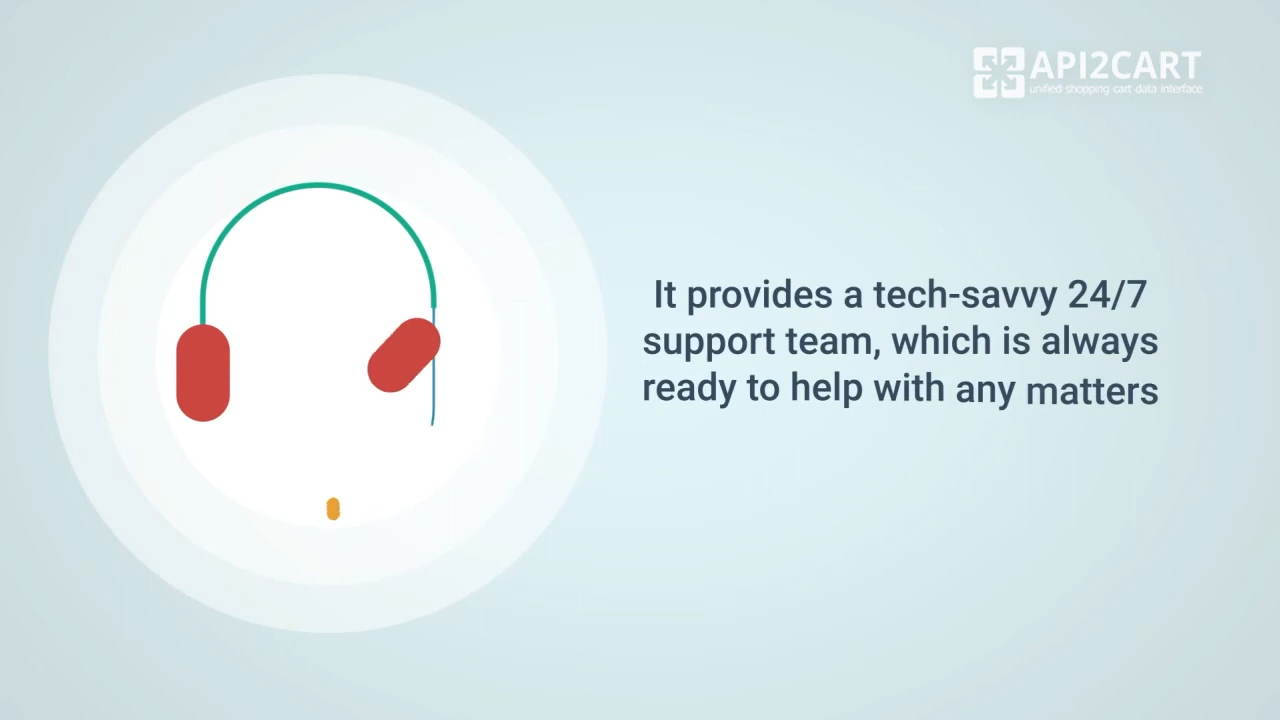 API2CART
unified shopping cart data interface
It provides a tech-savvy 24/7
support team, which is always
ready to help with any matters